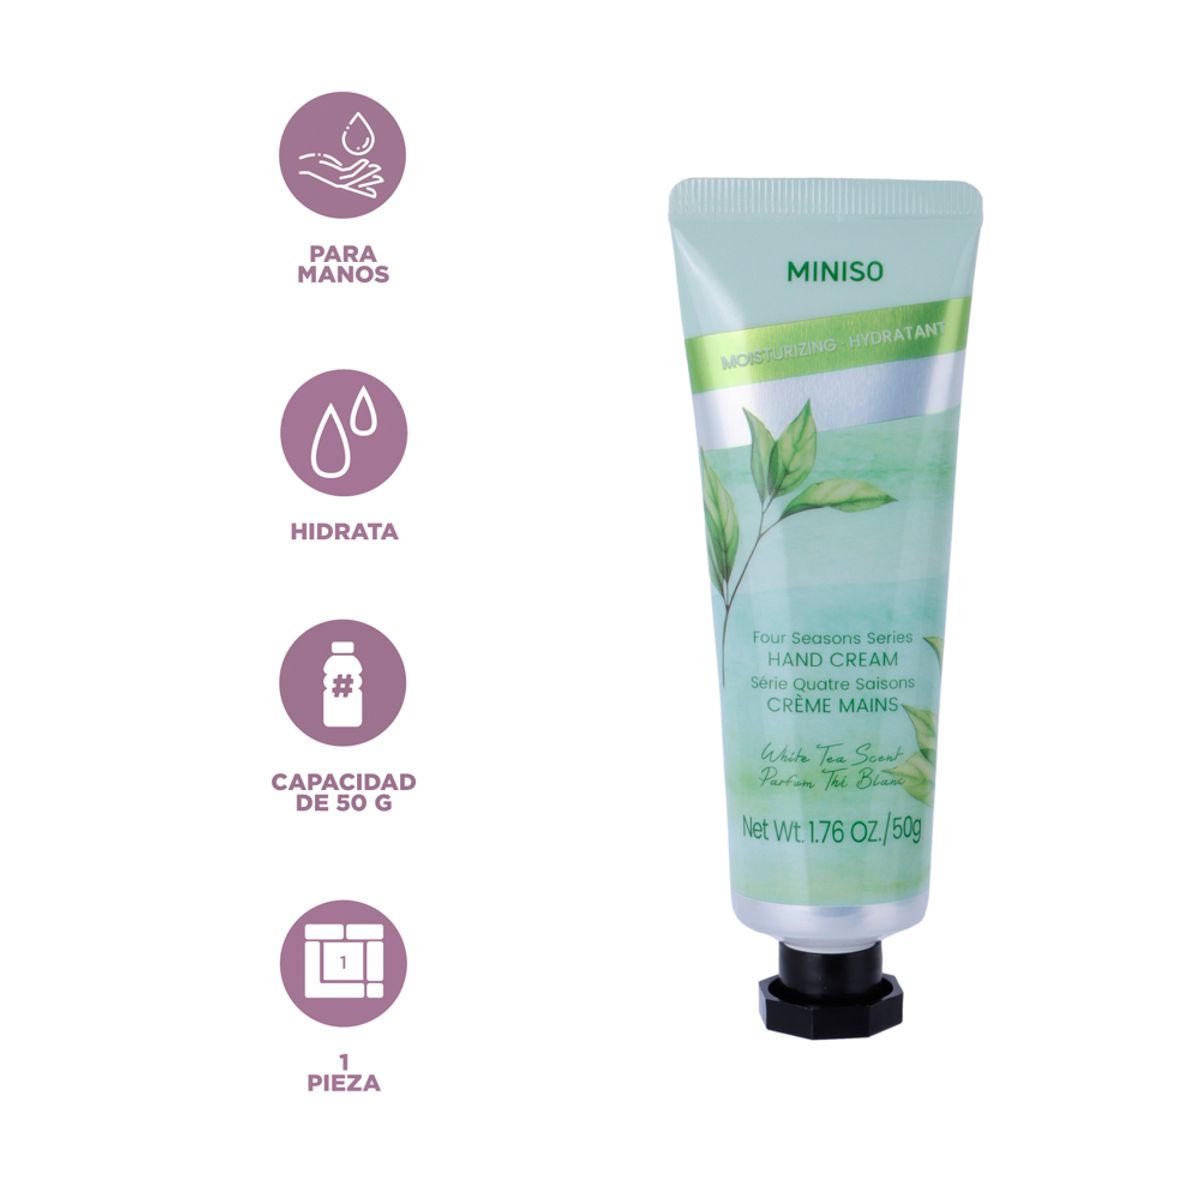 PARA
MANOS
HIDRATA
#
CAPACIDAD
DE 50 G
1
1
PIEZA
MINISO
MOISTURIZING · HYDRATANT
Four Seasons Series
HAND CREAM
Série Quatre Saisons
CRÈME MAINS
White Tea Scent
Parfum Thé Blanc
Net Wt. 1.76 OZ./50g